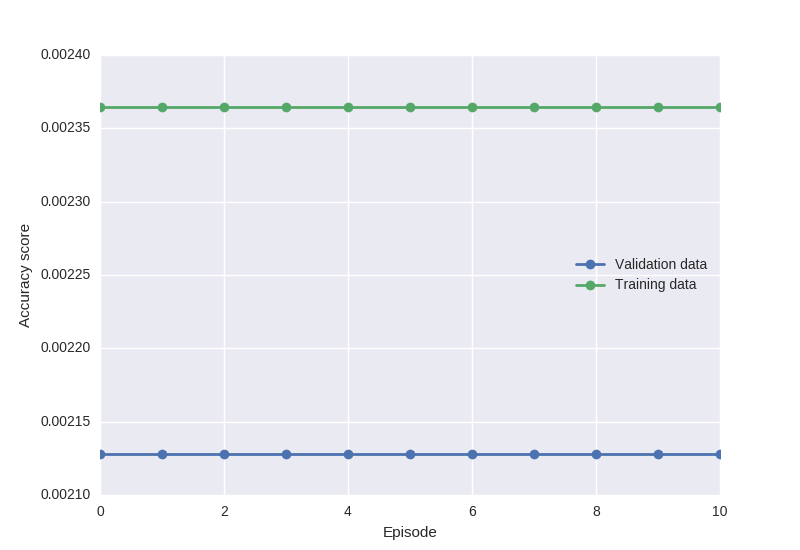 0.00240
0.00235
0.00230
0.00225
0.00220
0.00215
0.00210
Accuracy score
Validation data
Training data
0 2 4 6 8 10
Episode